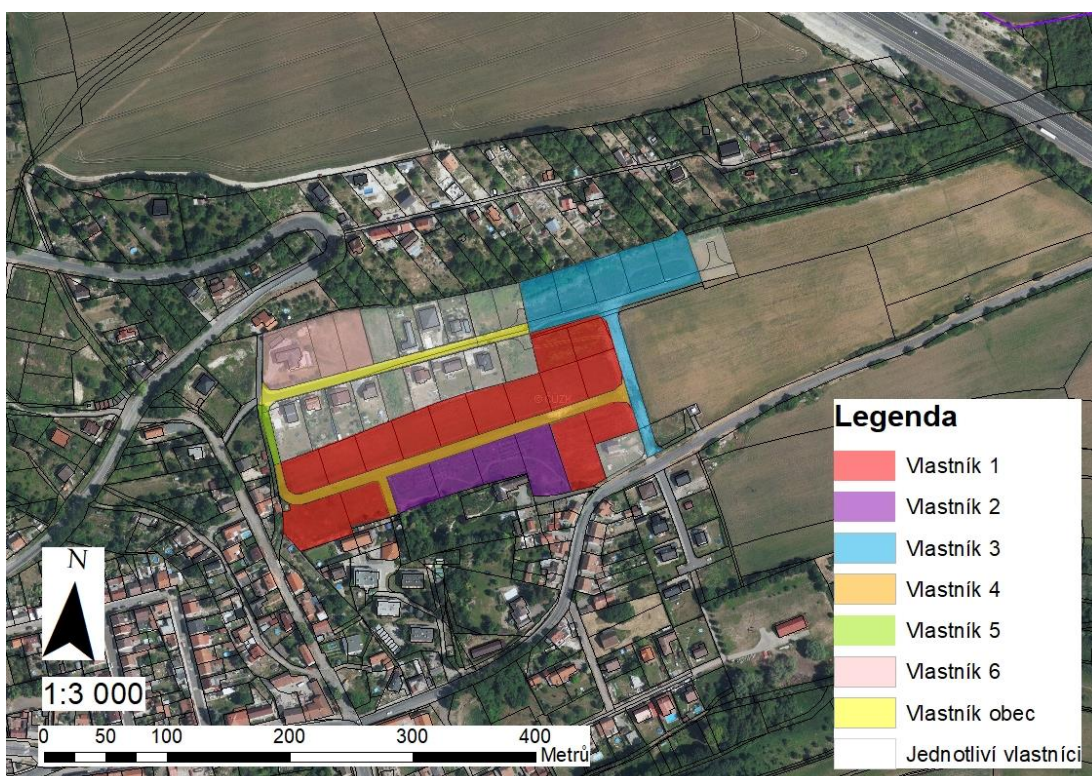 © ČÚZK
Legenda
Vlastník 1
Vlastník 2
Vlastník 3
Vlastník 4
Vlastník 5
Vlastník 6
Vlastník obec
Jednotliví vlastníci
N
1:3 000
0 50 100 200 300 400
Metrů